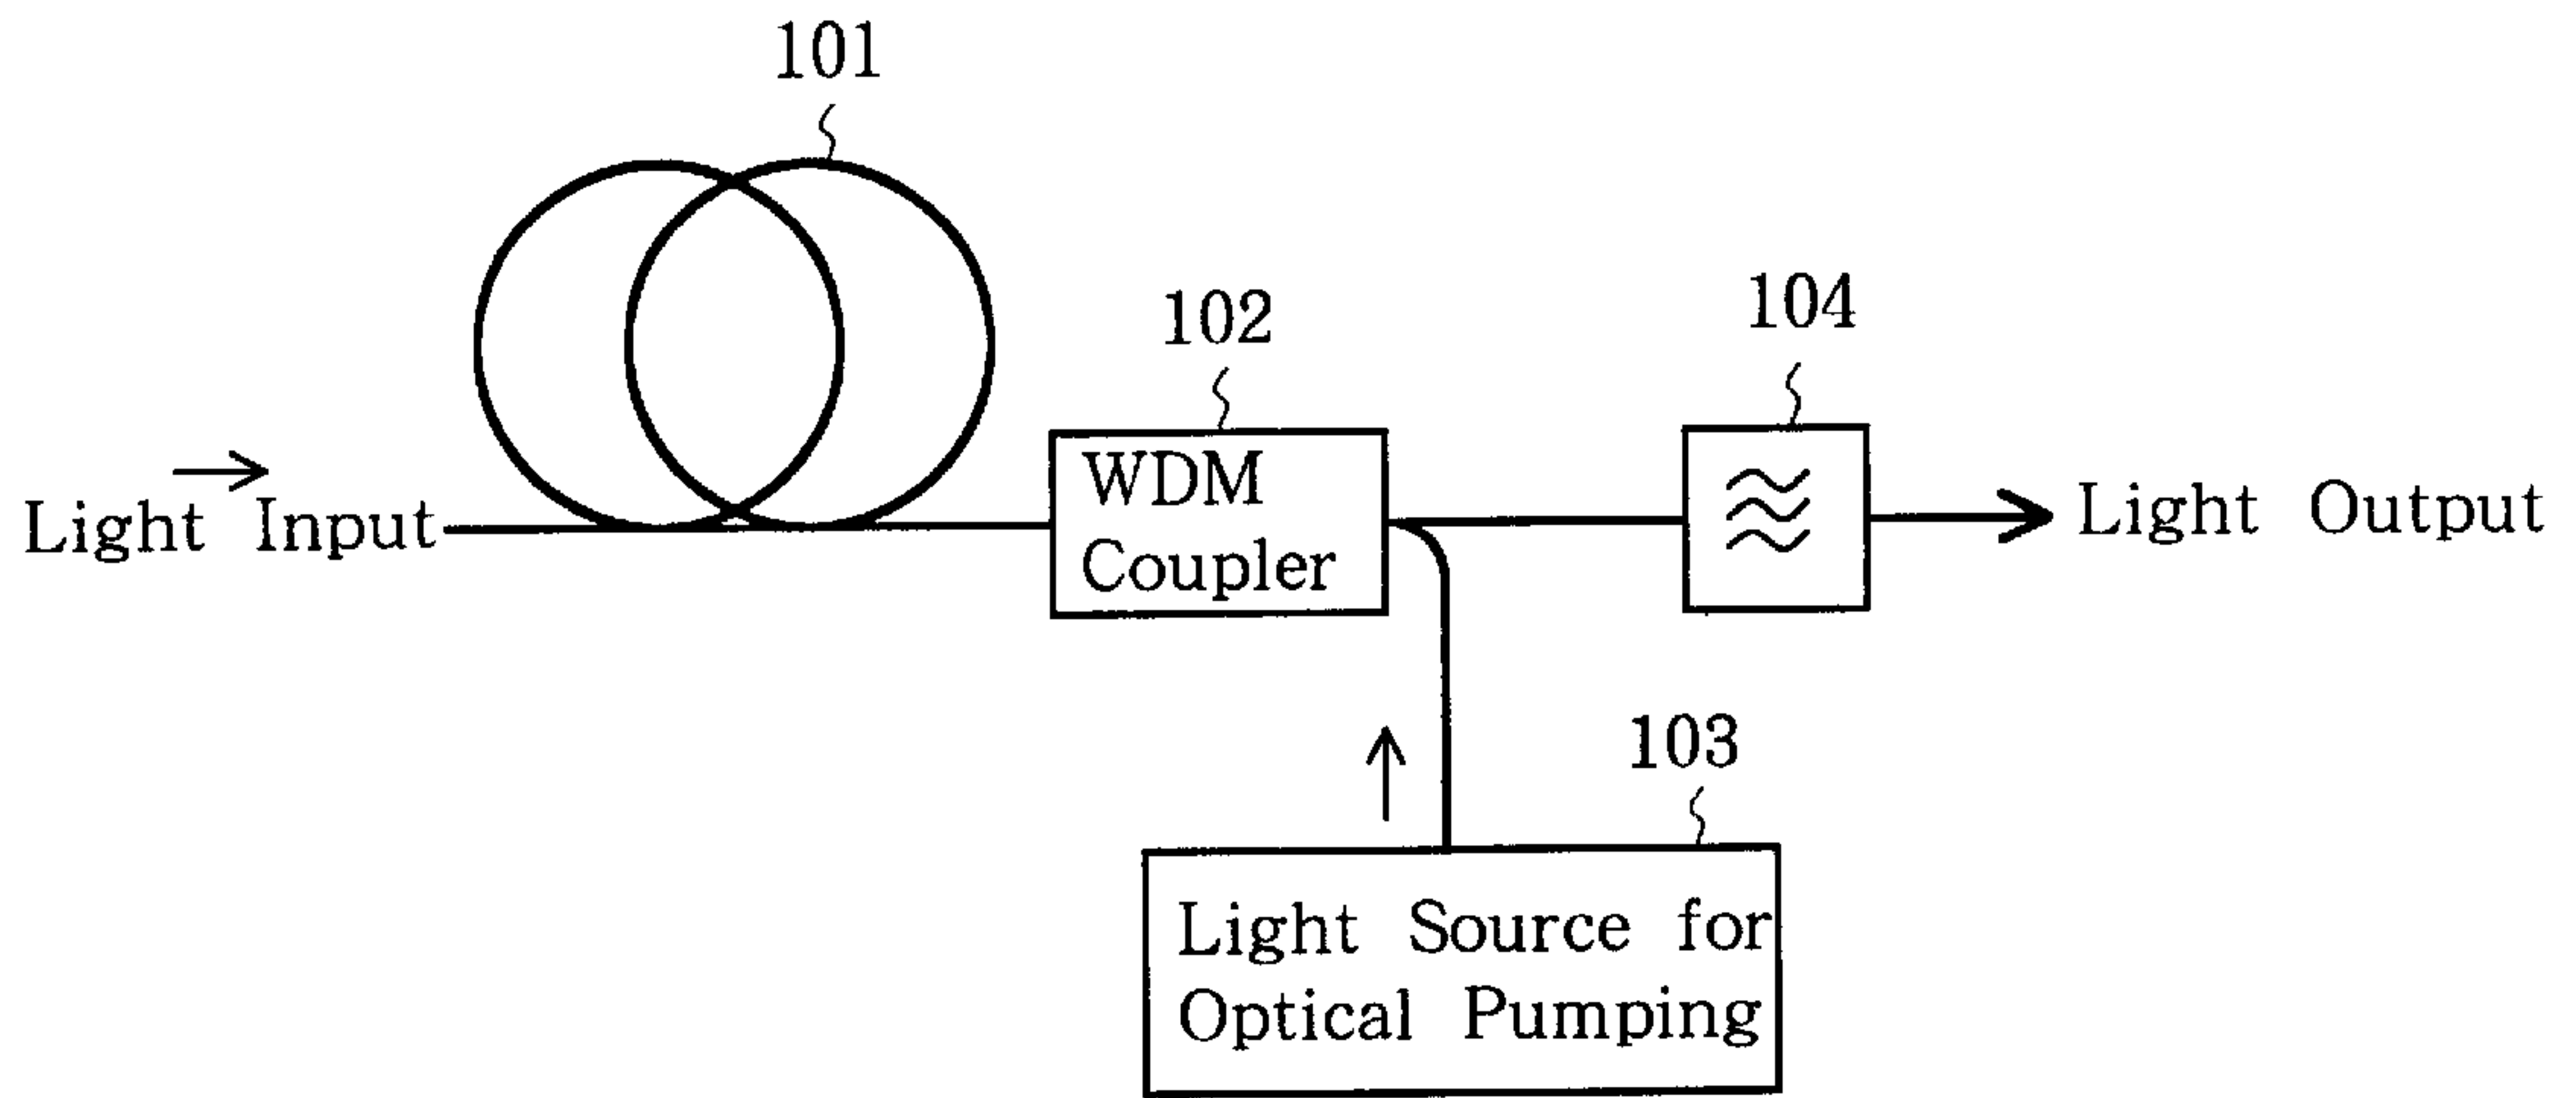 101
102
104
WDM
Coupler
Light Input
Light Output
103
Light Source for
Optical Pumping